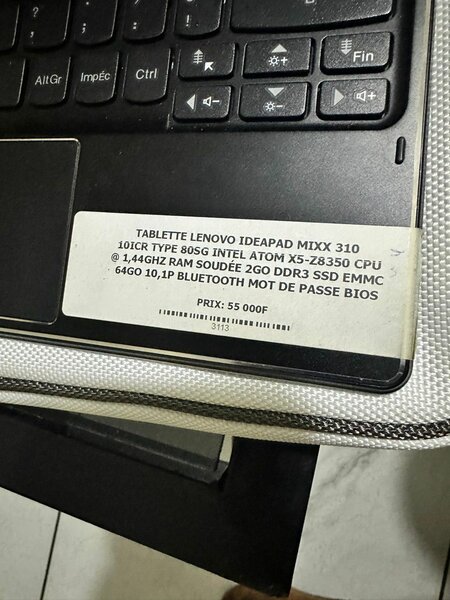 ?
:
!
AltGr
Impéc
Ctrl
Fin
TABLETTE LENOVO IDEAPAD MIXX 310
10ICR TYPE 80SG INTEL ATOM X5-Z8350 CPU
@ 1,44GHZ RAM SOUDÉE 2GO DDR3 SSD EMMC
64GO 10,1P BLUETOOTH MOT DE PASSE BIOS
PRIX: 55 000F
3113